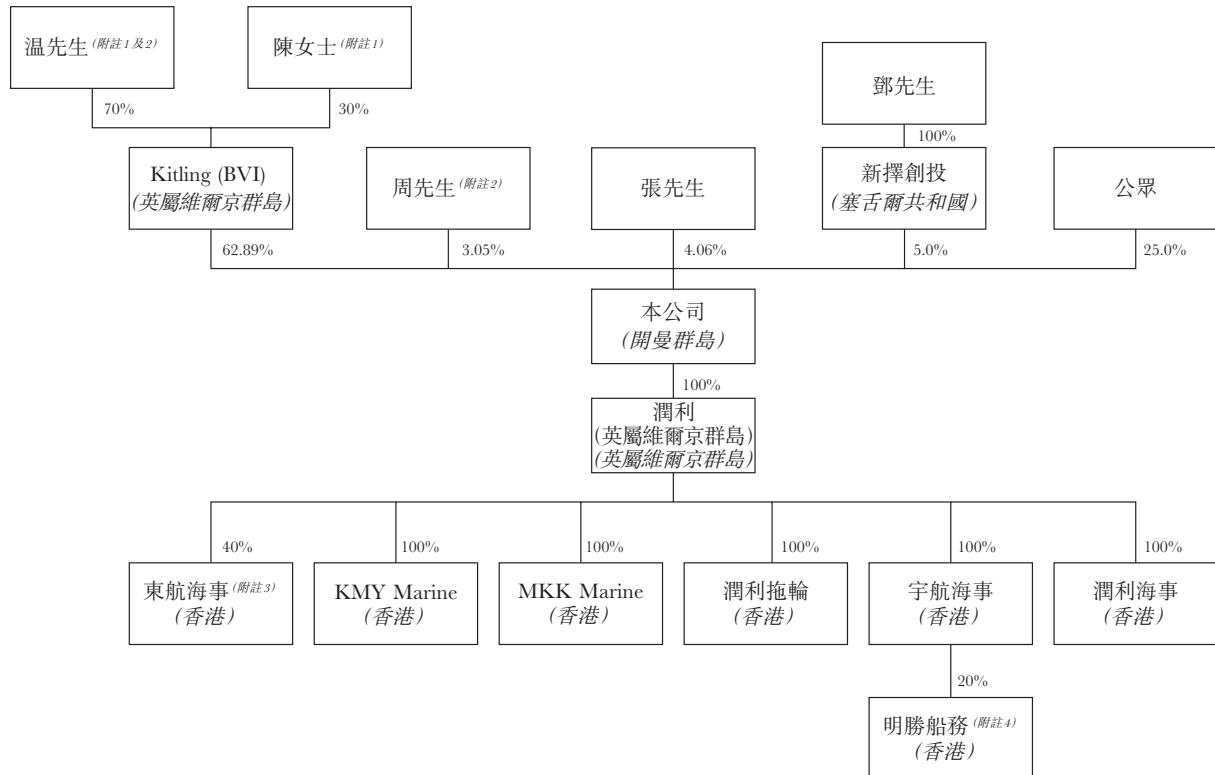 温先生(附註1及2)
陳女士(附註1)
鄧先生
70%
30%
100%
Kitling (BVI)
(英屬維爾京群島)
周先生(附註2)
張先生
新擇創投
(塞舌爾共和國)
公眾
62.89%
3.05%
4.06%
5.0%
25.0%
本公司
(開曼群島)
100%
潤利
(英屬維爾京群島)
(英屬維爾京群島)
40%
100%
100%
100%
100%
100%
東航海事(附註3)
(香港)
KMY Marine
(香港)
MKK Marine
(香港)
潤利拖輪
(香港)
宇航海事
(香港)
潤利海事
(香港)
20%
明勝船務(附註4)
(香港)